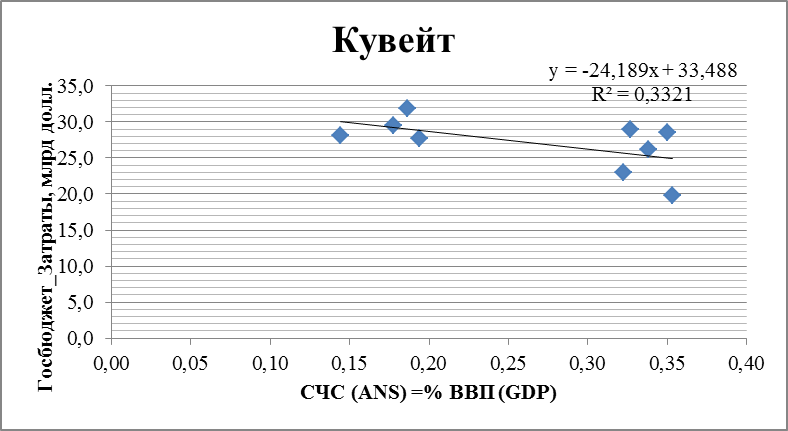 Кувейт
y = -24,189x + 33,488
R² = 0,3321
Госбюджет_Затраты, млрд долл.
35,0
30,0
25,0
20,0
15,0
10,0
5,0
0,0
0,00 0,05 0,10 0,15 0,20 0,25 0,30 0,35 0,40
СЧС (ANS) =% ВВП (GDP)